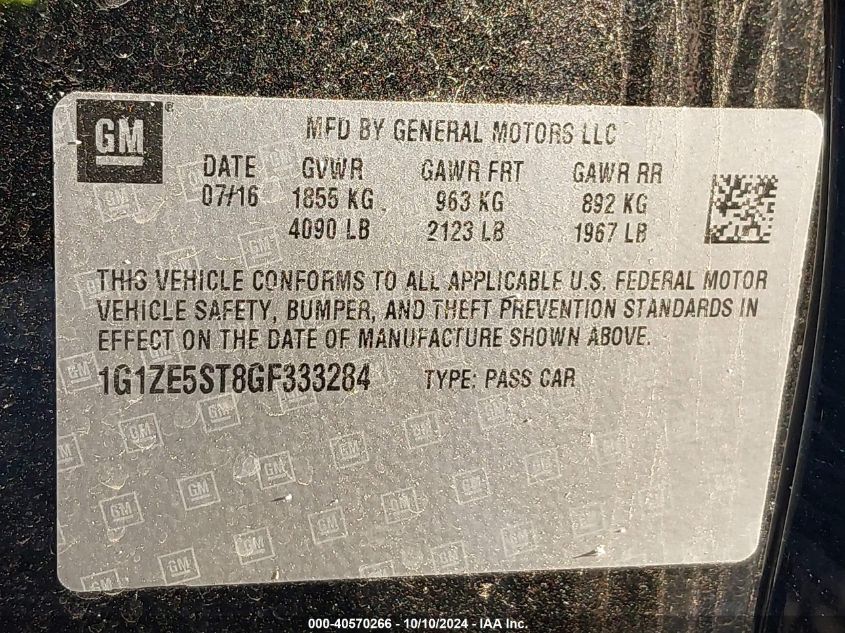 GM ®
MFD BY GENERAL MOTORS LLC
DATE GVWR GAWR FRT GAWR RR
07/16 1855 KG 963 KG 892 KG
4090 LB 2123 LB 1967 LB
THIS VEHICLE CONFORMS TO ALL APPLICABLE U.S. FEDERAL MOTOR
VEHICLE SAFETY, BUMPER, AND THEFT PREVENTION STANDARDS IN
EFFECT ON THE DATE OF MANUFACTURE SHOWN ABOVE.
1G1ZE5ST8GF333284 TYPE: PASS CAR
000-40570266 - 10/10/2024 - IAA Inc.